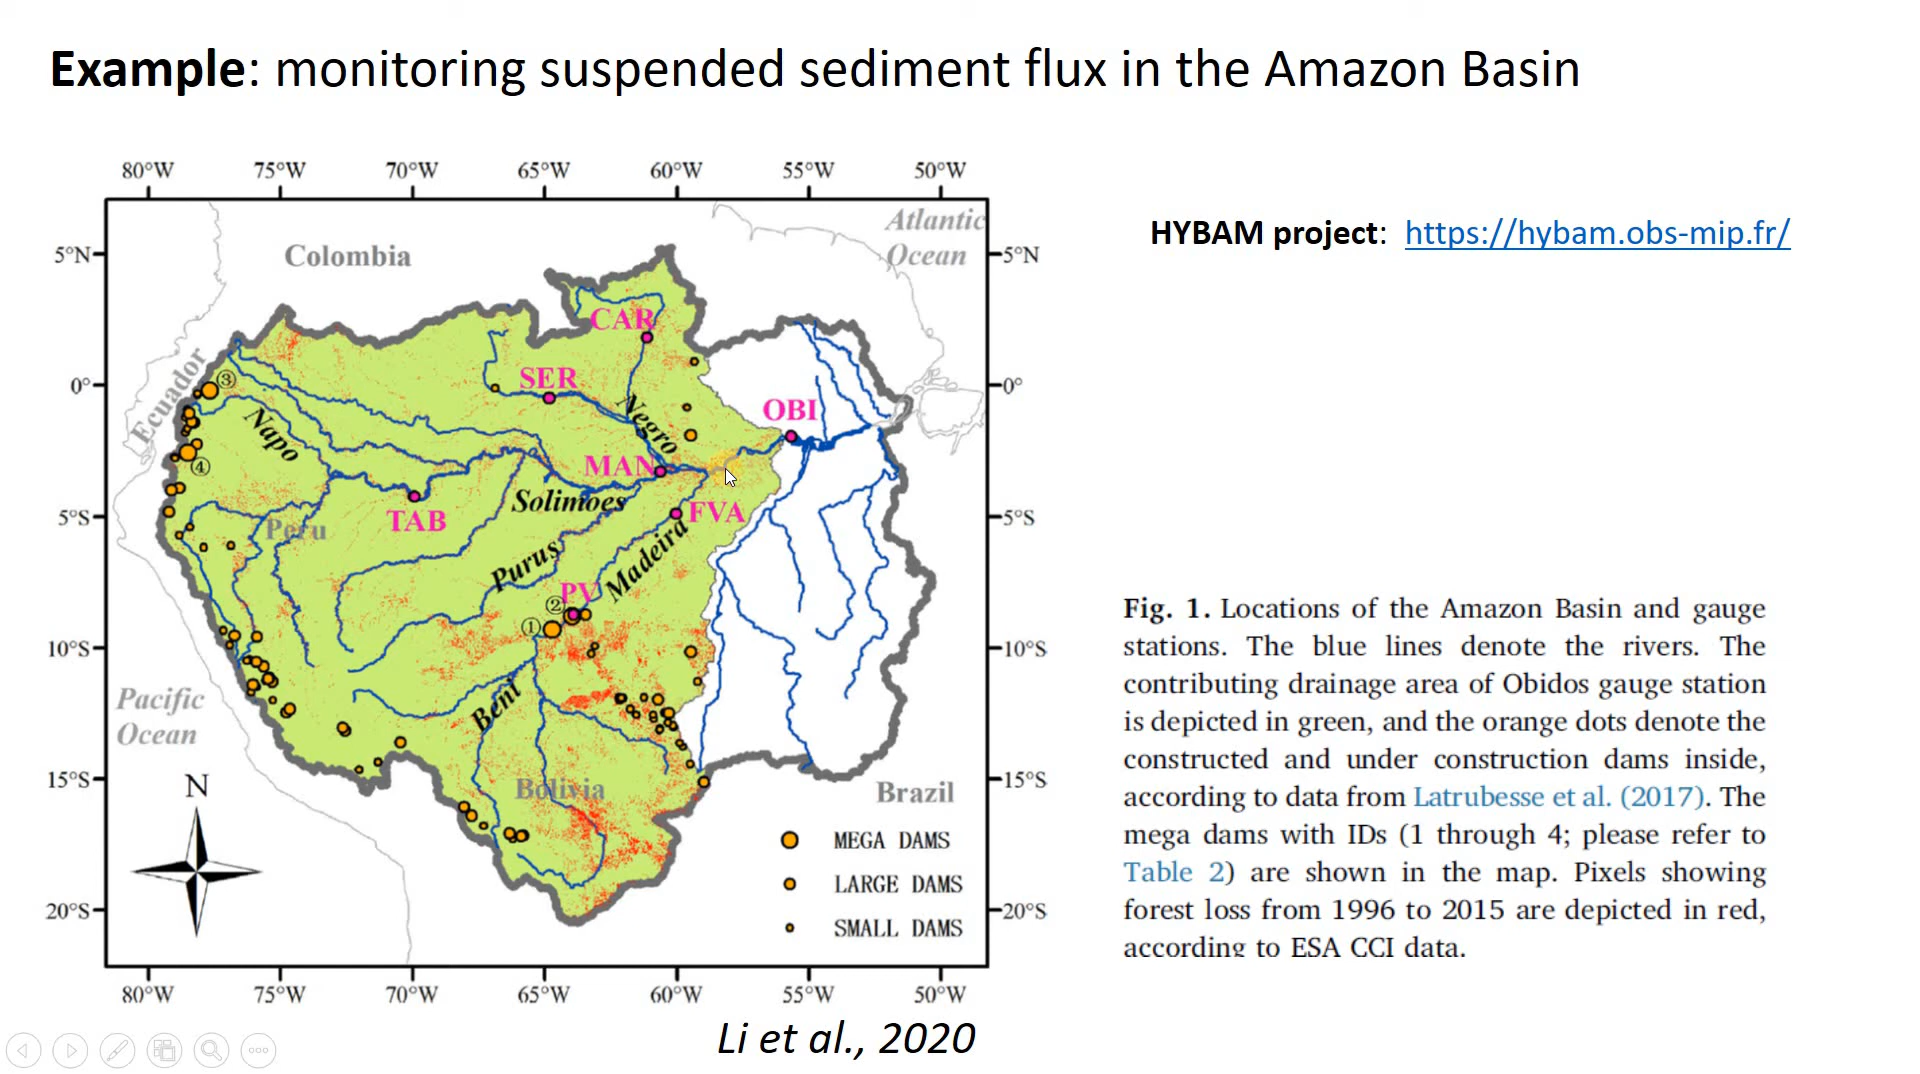 Example: monitoring suspended sediment flux in the Amazon Basin
80°W 75°W 70°W 65°W 60°W 55°W 50°W
HYBAM project: https://hybam.obs-mip.fr/
Atlantic
Ocean
Colombia
5°N 5°N
CAR
Ecuador
③
SER
0° 0°
Negro
OBI
Napo
④
MAN
Solimoes
TAB
FVA
5°S 5°S
Peru
Purus
Madeira
PV
②
①
10°S 10°S
Beni
Pacific
Ocean
15°S 15°S
Bolivia
Brazil
N
MEGA DAMS
LARGE DAMS
SMALL DAMS
20°S 20°S
80°W 75°W 70°W 65°W 60°W 55°W 50°W
Fig. 1. Locations of the Amazon Basin and gauge
stations. The blue lines denote the rivers. The
contributing drainage area of Obidos gauge station
is depicted in green, and the orange dots denote the
constructed and under construction dams inside,
according to data from Latrubesse et al. (2017). The
mega dams with IDs (1 through 4; please refer to
Table 2) are shown in the map. Pixels showing
forest loss from 1996 to 2015 are depicted in red,
according to ESA CCI data.
Li et al., 2020